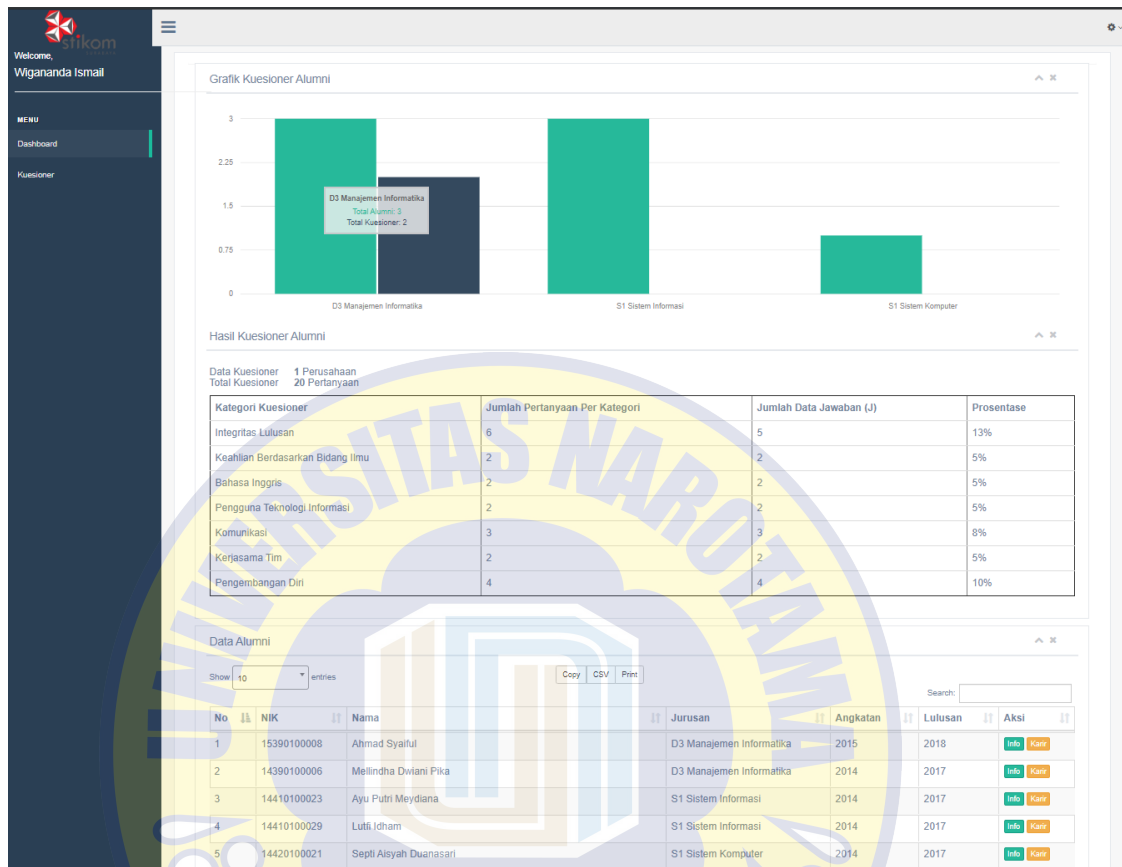 stikom
Welcome,
Wigananda Ismail
MENU
Dashboard
Kuesioner
Grafik Kuesioner Alumni
3
2.25
1.5
0.75
0
D3 Manajemen Informatika
Total Alumni: 3
Total Kuesioner: 2
D3 Manajemen Informatika S1 Sistem Informasi S1 Sistem Komputer
Hasil Kuesioner Alumni
Data Kuesioner 1 Perusahaan
Total Kuesioner 20 Pertanyaan
Kategori Kuesioner Jumlah Pertanyaan Per Kategori Jumlah Data Jawaban (J) Prosentase
Integritas Lulusan 6 5 13%
Keahlian Berdasarkan Bidang Ilmu 2 2 5%
Bahasa Inggris 2 2 5%
Pengguna Teknologi Informasi 2 2 5%
Komunikasi 3 3 8%
Kerjasama Tim 2 2 5%
Pengembangan Diri 4 4 10%
Data Alumni
Show 10 entries Copy CSV Print
Search:
No NIK Nama Jurusan Angkatan Lulusan Aksi
1 15390100008 Ahmad Syaiful D3 Manajemen Informatika 2015 2018 Info Karir
2 14390100006 Mellindha Dwiani Pika D3 Manajemen Informatika 2014 2017 Info Karir
3 14410100023 Ayu Putri Meydiana S1 Sistem Informasi 2014 2017 Info Karir
4 14410100029 Lutfi Idham S1 Sistem Informasi 2014 2017 Info Karir
5 14420100021 Septi Aisyah Duanasari S1 Sistem Komputer 2014 2017 Info Karir
UNIVERSITAS NAROTAMA